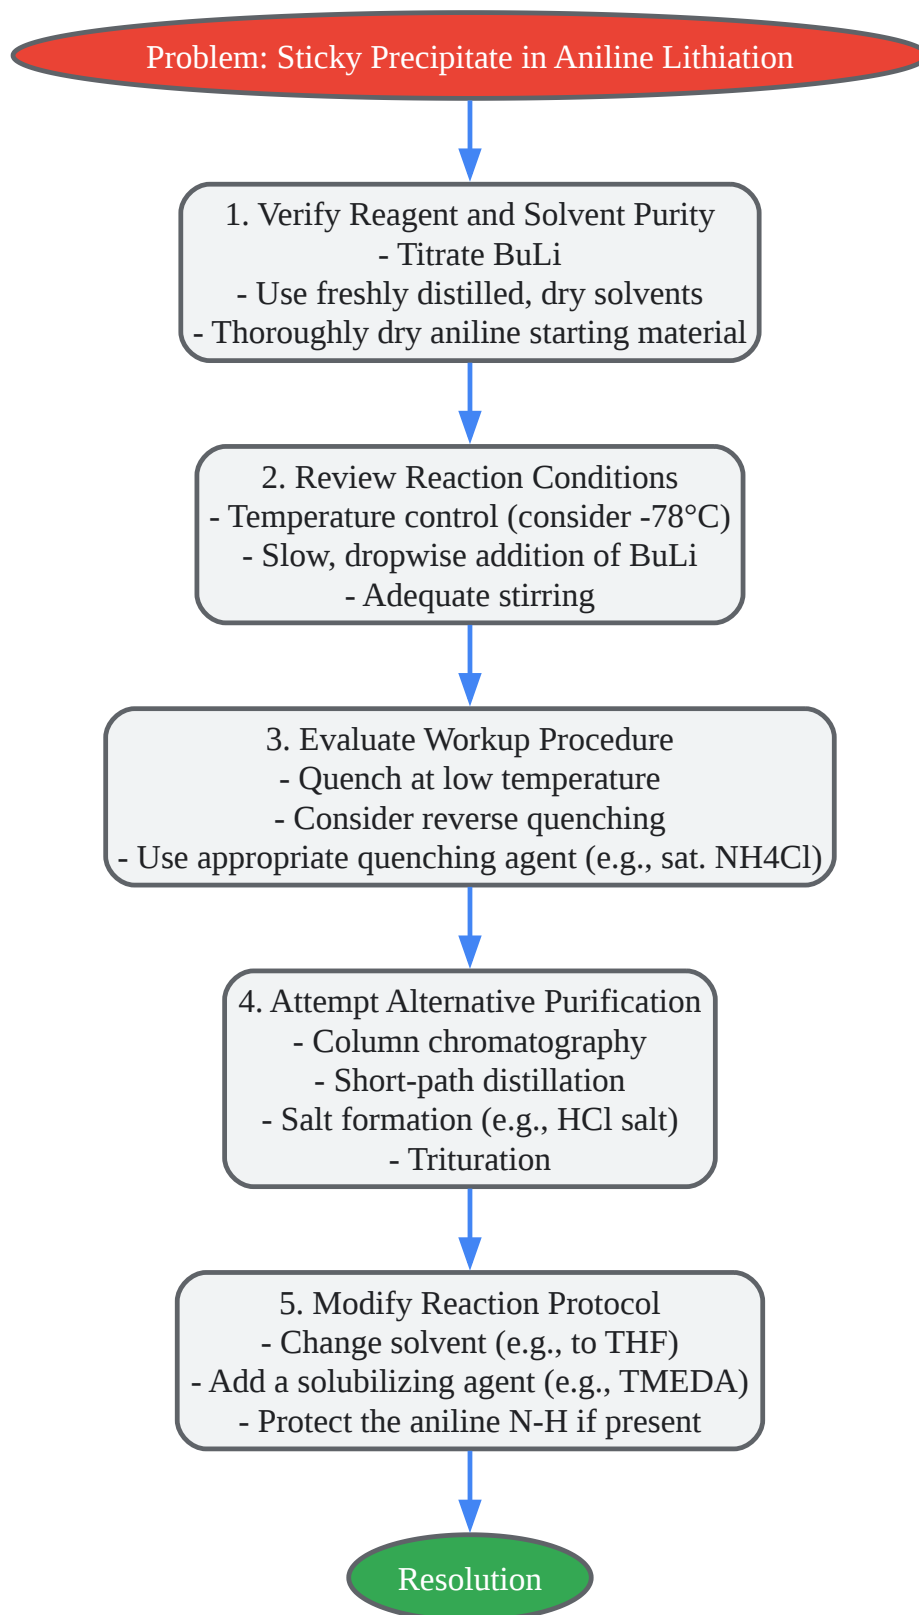 Problem: Sticky Precipitate in Aniline Lithiation
1. Verify Reagent and Solvent Purity
- Titrate BuLi
- Use freshly distilled, dry solvents
- Thoroughly dry aniline starting material
2. Review Reaction Conditions
- Temperature control (consider -78°C)
- Slow, dropwise addition of BuLi
- Adequate stirring
3. Evaluate Workup Procedure
- Quench at low temperature
- Consider reverse quenching
- Use appropriate quenching agent (e.g., sat. NH4Cl)
4. Attempt Alternative Purification
- Column chromatography
- Short-path distillation
- Salt formation (e.g., HCl salt)
- Trituration
5. Modify Reaction Protocol
- Change solvent (e.g., to THF)
- Add a solubilizing agent (e.g., TMEDA)
- Protect the aniline N-H if present
Resolution